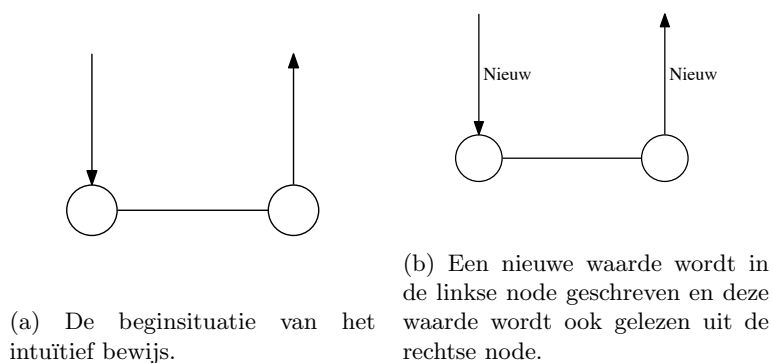 Nieuw
Nieuw
(a) De beginsituatie van het
intuïtief bewijs.
(b) Een nieuwe waarde wordt in
de linkse node geschreven en deze
waarde wordt ook gelezen uit de
rechtse node.